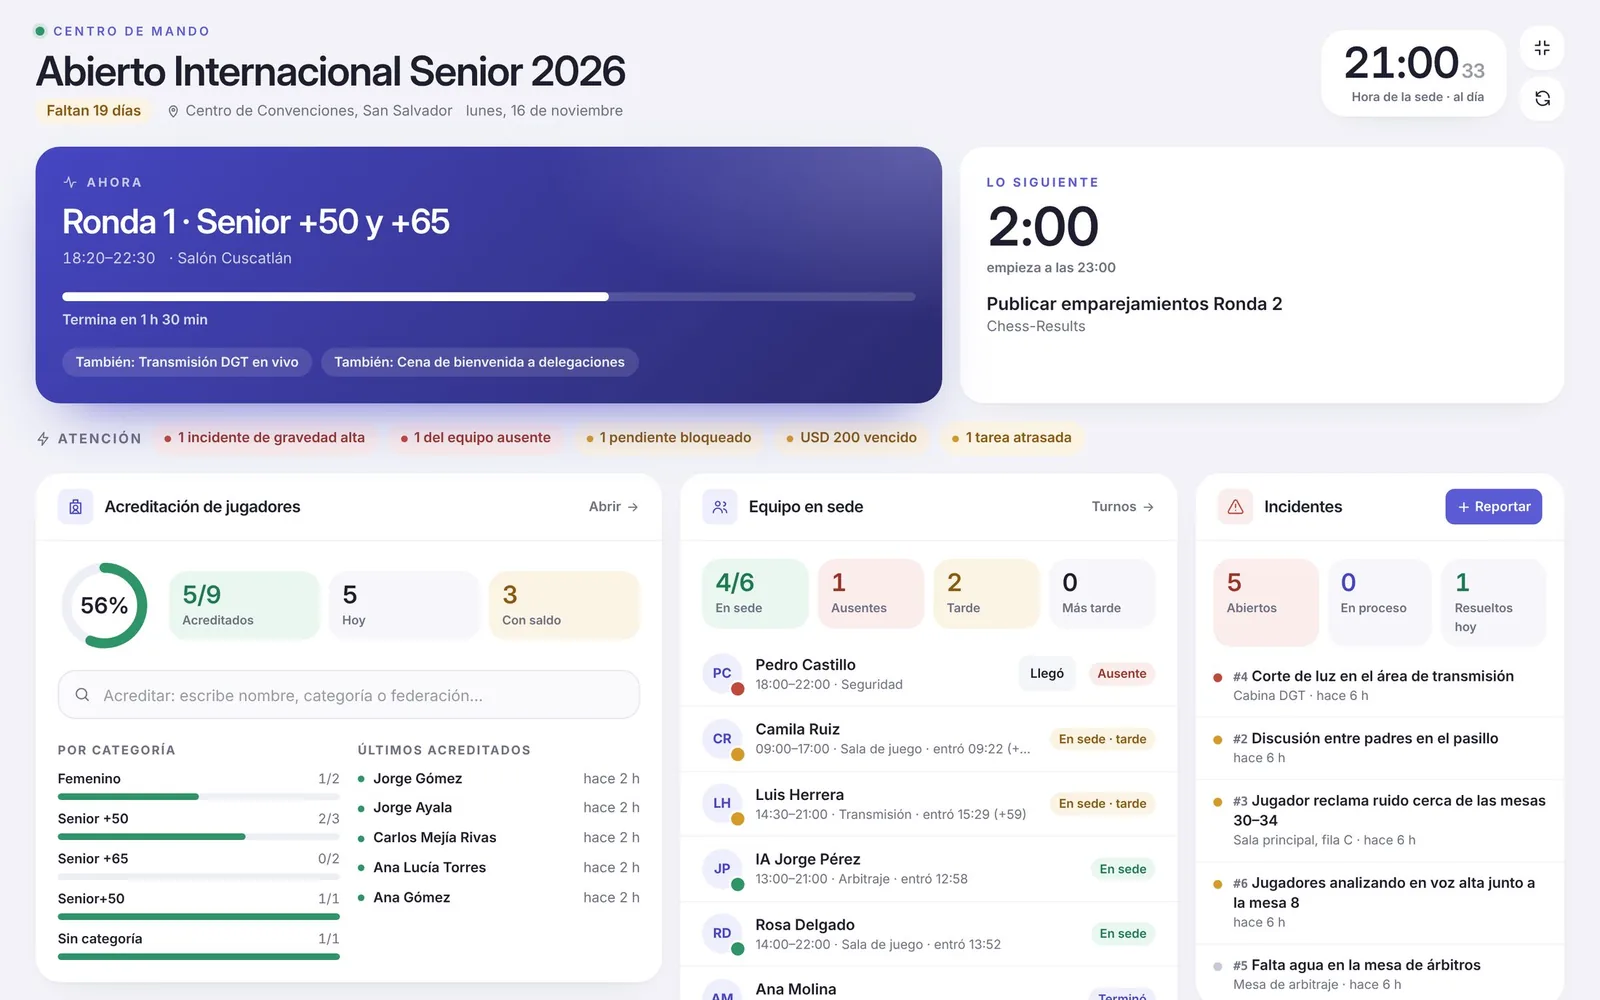 CENTRO DE MANDO
Abierto Internacional Senior 2026
Faltan 19 días
Centro de Convenciones, San Salvador lunes, 16 de noviembre
21:00 33
Hora de la sede · al día
AHORA
Ronda 1 · Senior +50 y +65
18:20–22:30 · Salón Cuscatlán
Termina en 1 h 30 min
También: Transmisión DGT en vivo
También: Cena de bienvenida a delegaciones
LO SIGUIENTE
2:00
empieza a las 23:00
Publicar emparejamientos Ronda 2
Chess-Results
ATENCIÓN
1 incidente de gravedad alta
1 del equipo ausente
1 pendiente bloqueado
USD 200 vencido
1 tarea atrasada
Acreditación de jugadores
Abrir →
56%
5/9
Acreditados
5
Hoy
3
Con saldo
Acreditar: escribe nombre, categoría o federación...
POR CATEGORÍA
Femenino 1/2
Senior +50 2/3
Senior +65 0/2
Senior+50 1/1
Sin categoría 1/1
ÚLTIMOS ACREDITADOS
Jorge Gómez hace 2 h
Jorge Ayala hace 2 h
Carlos Mejía Rivas hace 2 h
Ana Lucía Torres hace 2 h
Ana Gómez hace 2 h
Equipo en sede
Turnos →
4/6
En sede
1
Ausentes
2
Tarde
0
Más tarde
PC
Pedro Castillo
18:00–22:00 · Seguridad
Llegó
Ausente
CR
Camila Ruiz
09:00–17:00 · Sala de juego · entró 09:22 (+...
En sede · tarde
LH
Luis Herrera
14:30–21:00 · Transmisión · entró 15:29 (+59)
En sede · tarde
JP
IA Jorge Pérez
13:00–21:00 · Arbitraje · entró 12:58
En sede
RD
Rosa Delgado
14:00–22:00 · Sala de juego · entró 13:52
En sede
AM
Ana Molina
Terminó
Incidentes
+ Reportar
5
Abiertos
0
En proceso
1
Resueltos
hoy
#4 Corte de luz en el área de transmisión
Cabina DGT · hace 6 h
#2 Discusión entre padres en el pasillo
hace 6 h
#3 Jugador reclama ruido cerca de las mesas
30–34
Sala principal, fila C · hace 6 h
#6 Jugadores analizando en voz alta junto a
la mesa 8
hace 6 h
#5 Falta agua en la mesa de árbitros
Mesa de arbitraje · hace 6 h